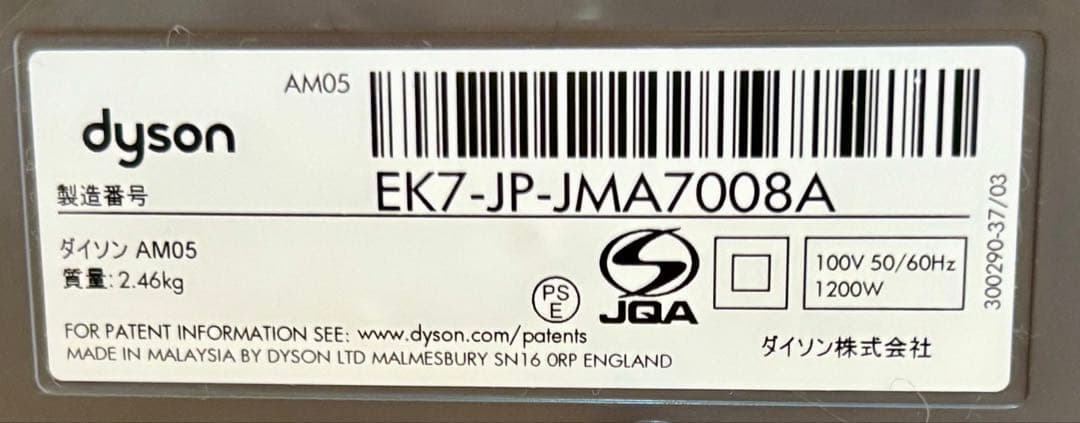 AM05
dyson
製造番号 EK7-JP-JMA7008A
ダイソン AM05
質量: 2.46kg
PS
E
JQA
100V 50/60Hz
1200W
300290-37/03
FOR PATENT INFORMATION SEE: www.dyson.com/patents
MADE IN MALAYSIA BY DYSON LTD MALMESBURY SN16 0RP ENGLAND
ダイソン株式会社